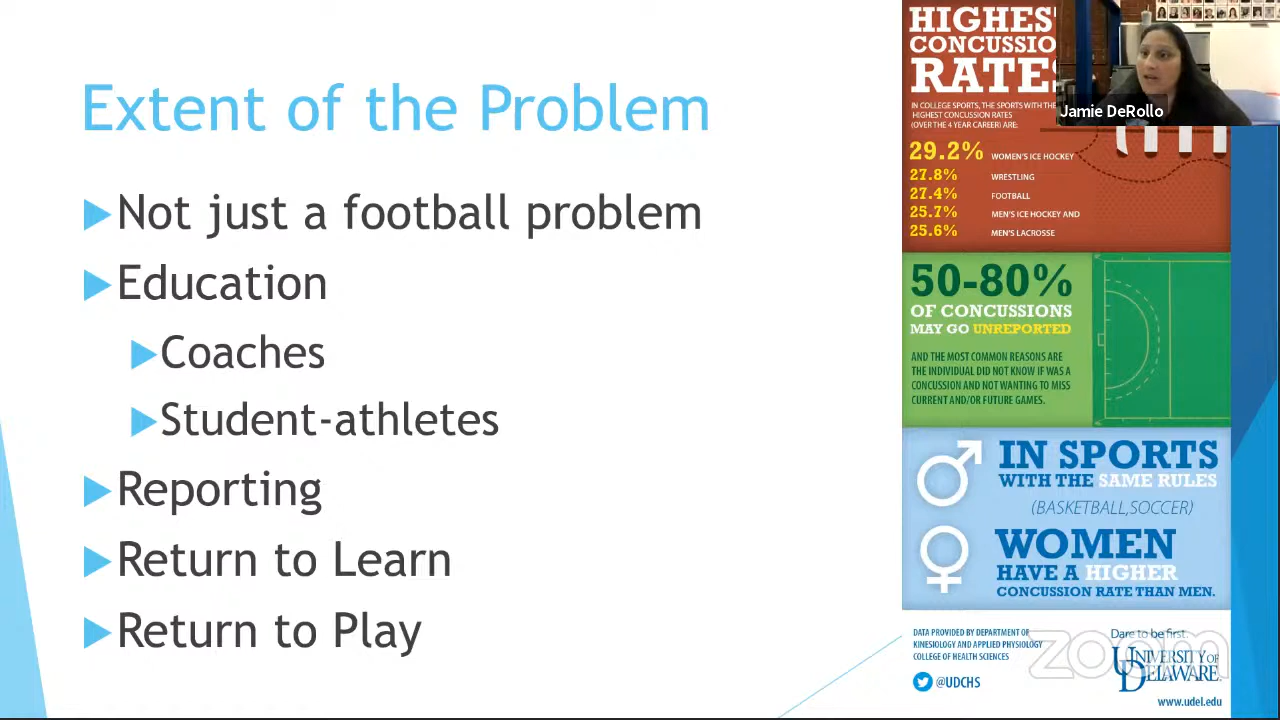 Extent of the Problem
Not just a football problem
Education
Coaches
Student-athletes
Reporting
Return to Learn
Return to Play
HIGHES
CONCUSSIO
RATE
IN COLLEGE SPORTS, THE SPORTS WITH THE
HIGHEST CONCUSSION RATES
(OVER THE 4 YEAR CAREER) ARE:
29.2% WOMEN'S ICE HOCKEY
27.8% WRESTLING
27.4% FOOTBALL
25.7% MEN'S ICE HOCKEY AND
25.6% MEN'S LACROSSE
Jamie DeRollo
50-80%
OF CONCUSSIONS
MAY GO UNREPORTED
AND THE MOST COMMON REASONS ARE
THE INDIVIDUAL DID NOT KNOW IF WAS A
CONCUSSION AND NOT WANTING TO MISS
CURRENT AND/OR FUTURE GAMES.
IN SPORTS
WITH THE SAME RULES
(BASKETBALL,SOCCER)
WOMEN
HAVE A HIGHER
CONCUSSION RATE THAN MEN.
DATA PROVIDED BY DEPARTMENT OF
KINESIOLOGY AND APPLIED PHYSIOLOGY
COLLEGE OF HEALTH SCIENCES
@UDCHS
Dare to be first.
UNIVERSITY OF
DELAWARE.
www.udel.edu
zoom